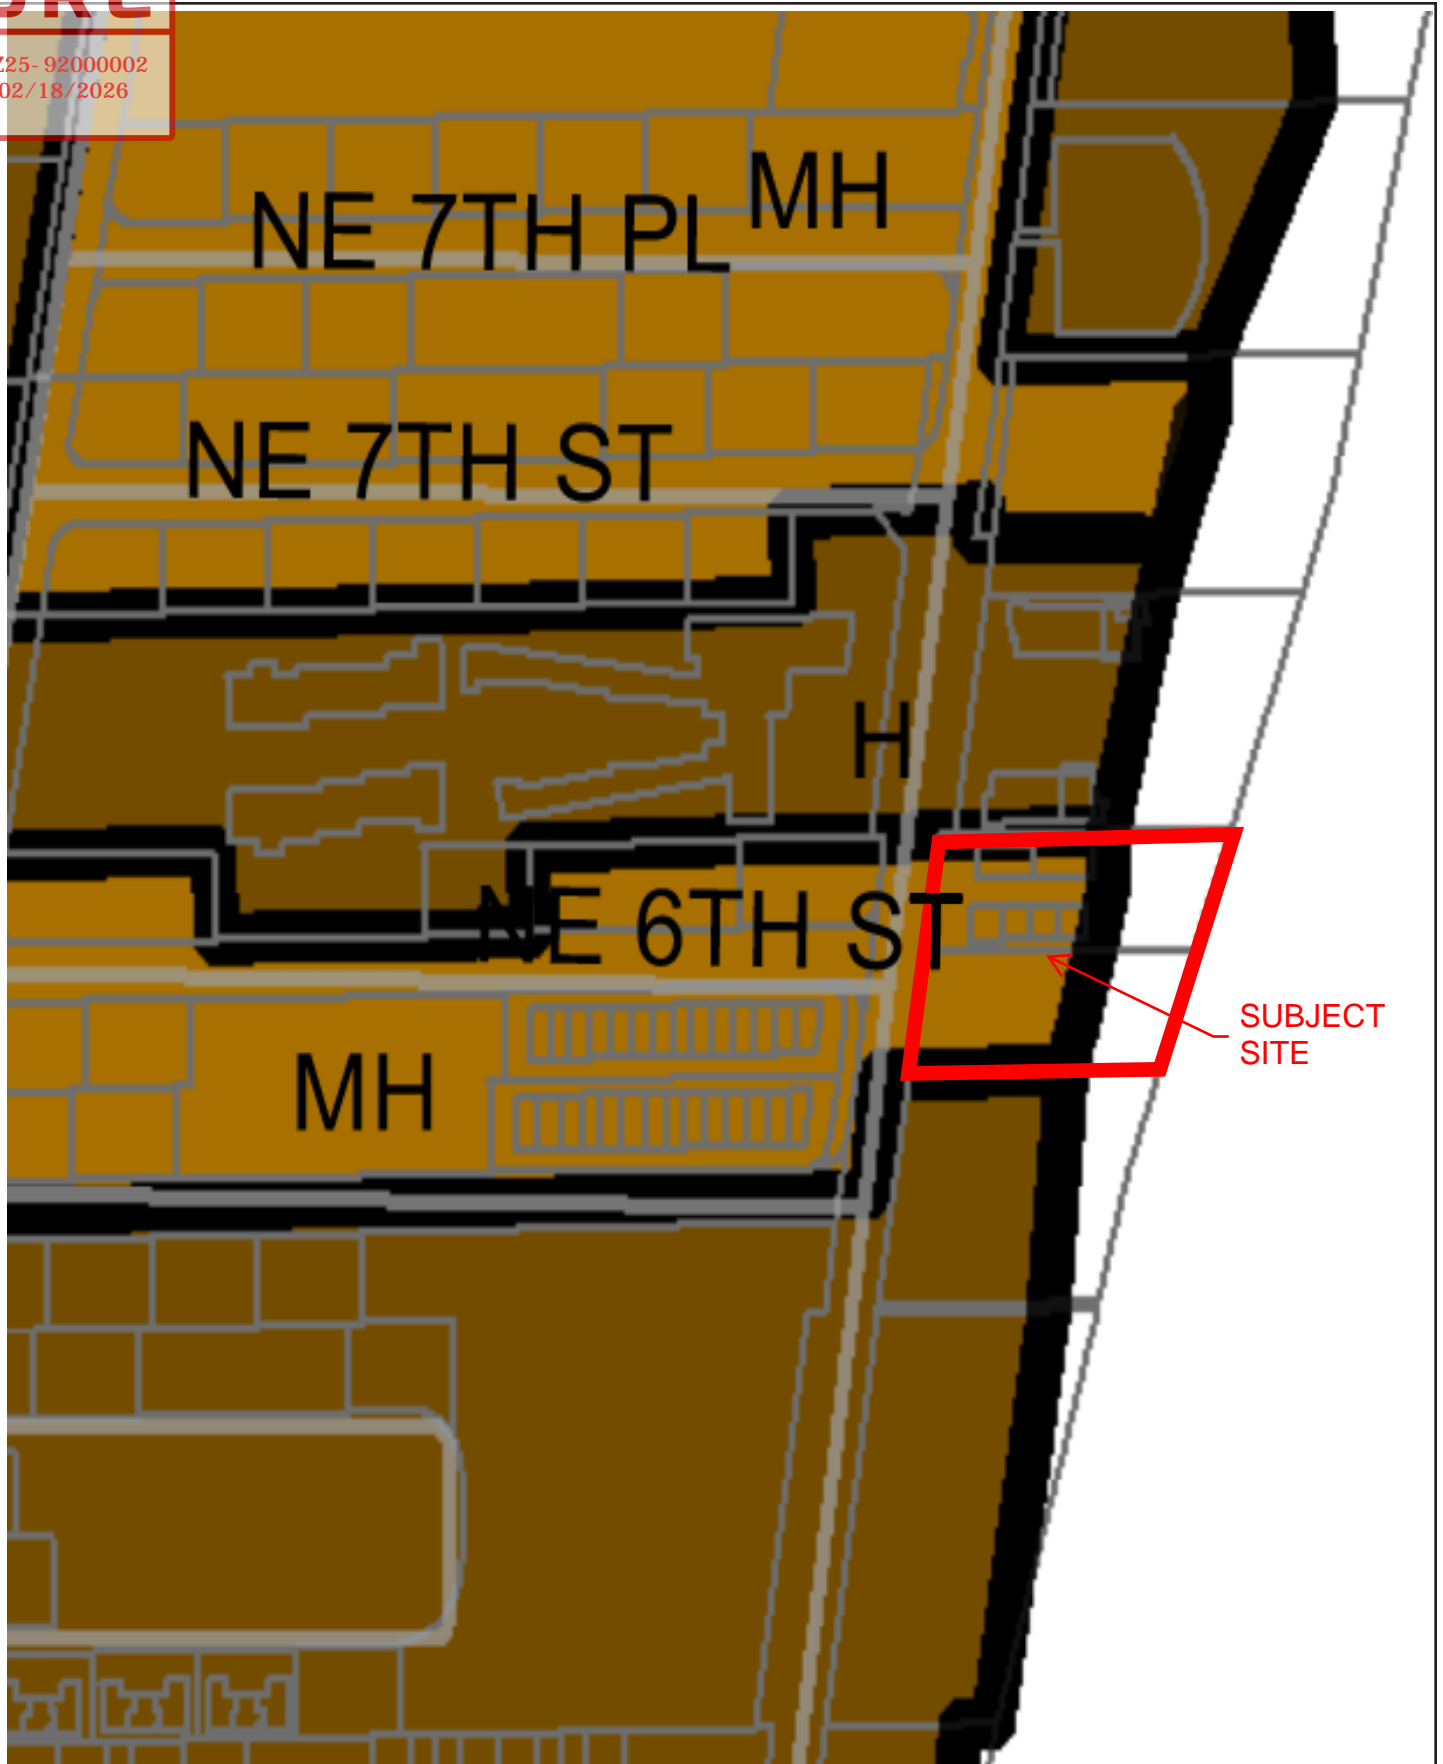 Z25-92000002
02/18/2026
MH
NE 7TH PL
NE 7TH ST
H
NE 6TH ST
SUBJECT
SITE
MH